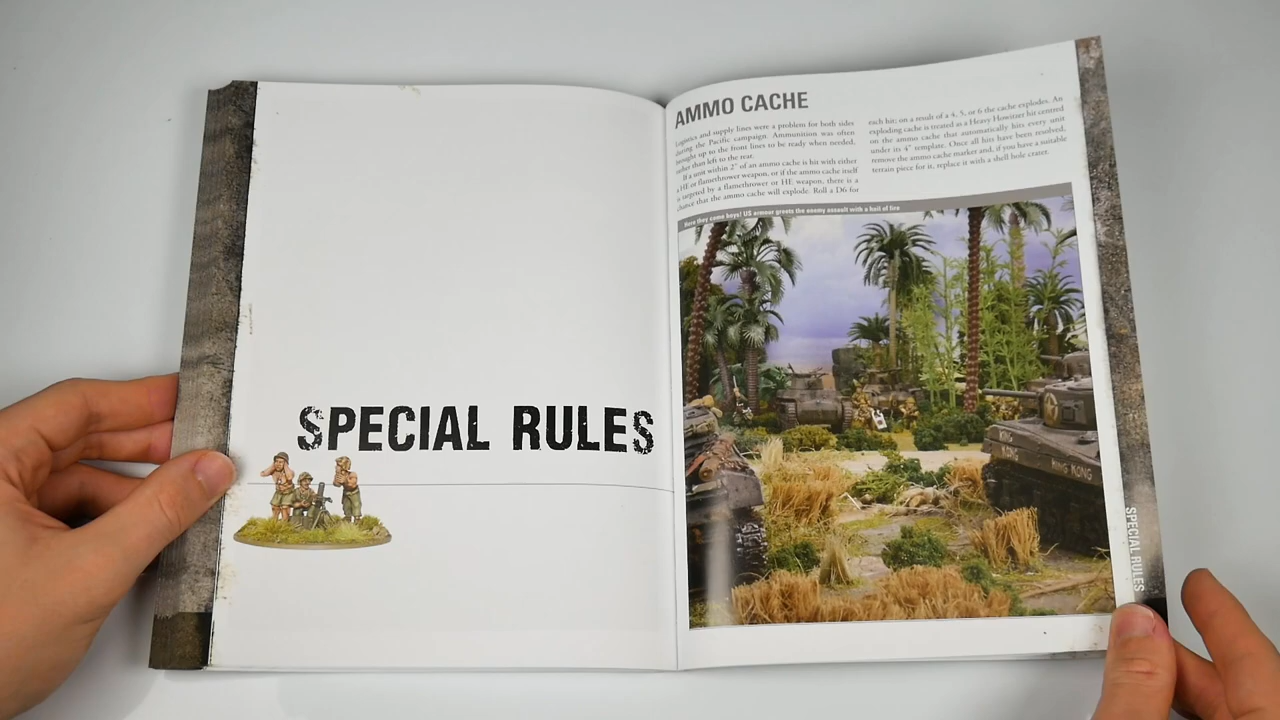 SPECIAL RULES
AMMO CACHE
Logistics and supply lines were a problem for both sides
during the Pacific campaign. Ammunition was often
brought up to the front lines to be ready when needed,
rather than left to the rear.
If a unit within 2" of an ammo cache is hit with either
a HE or flamethrower weapon, or if the ammo cache itself
is targeted by a flamethrower or HE weapon, there is a
chance that the ammo cache will explode. Roll a D6 for
each hit; on a result of a 4, 5, or 6 the cache explodes. An
exploding cache is treated as a Heavy Howitzer hit centred
on the ammo cache that automatically hits every unit
under its 4" template. Once all hits have been resolved,
remove the ammo cache marker and, if you have a suitable
terrain piece for it, replace it with a shell hole crater.
Here they come boys! US armour greets the enemy assault with a hail of fire
KING
KONG
KING KONG
SPECIAL RULES